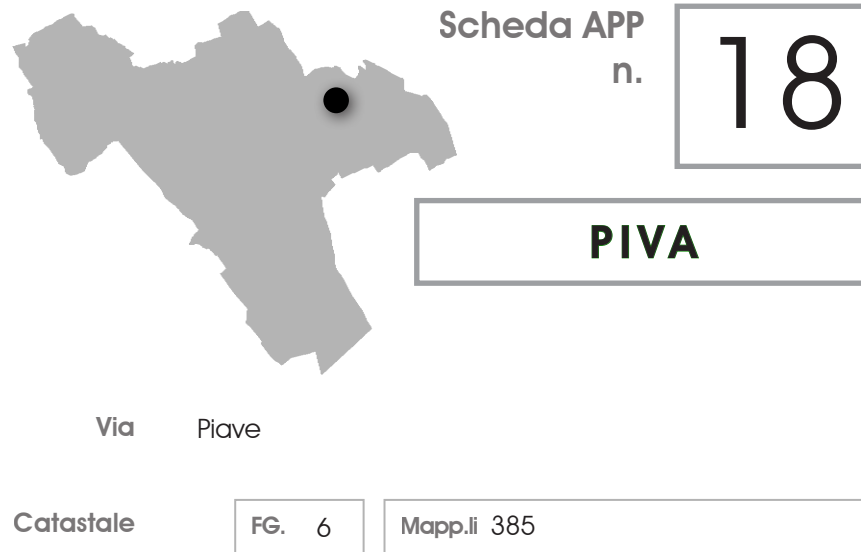 Scheda APP
n.
18
PIVA
Via Piave
Catastale FG. 6 Mapp.li 385